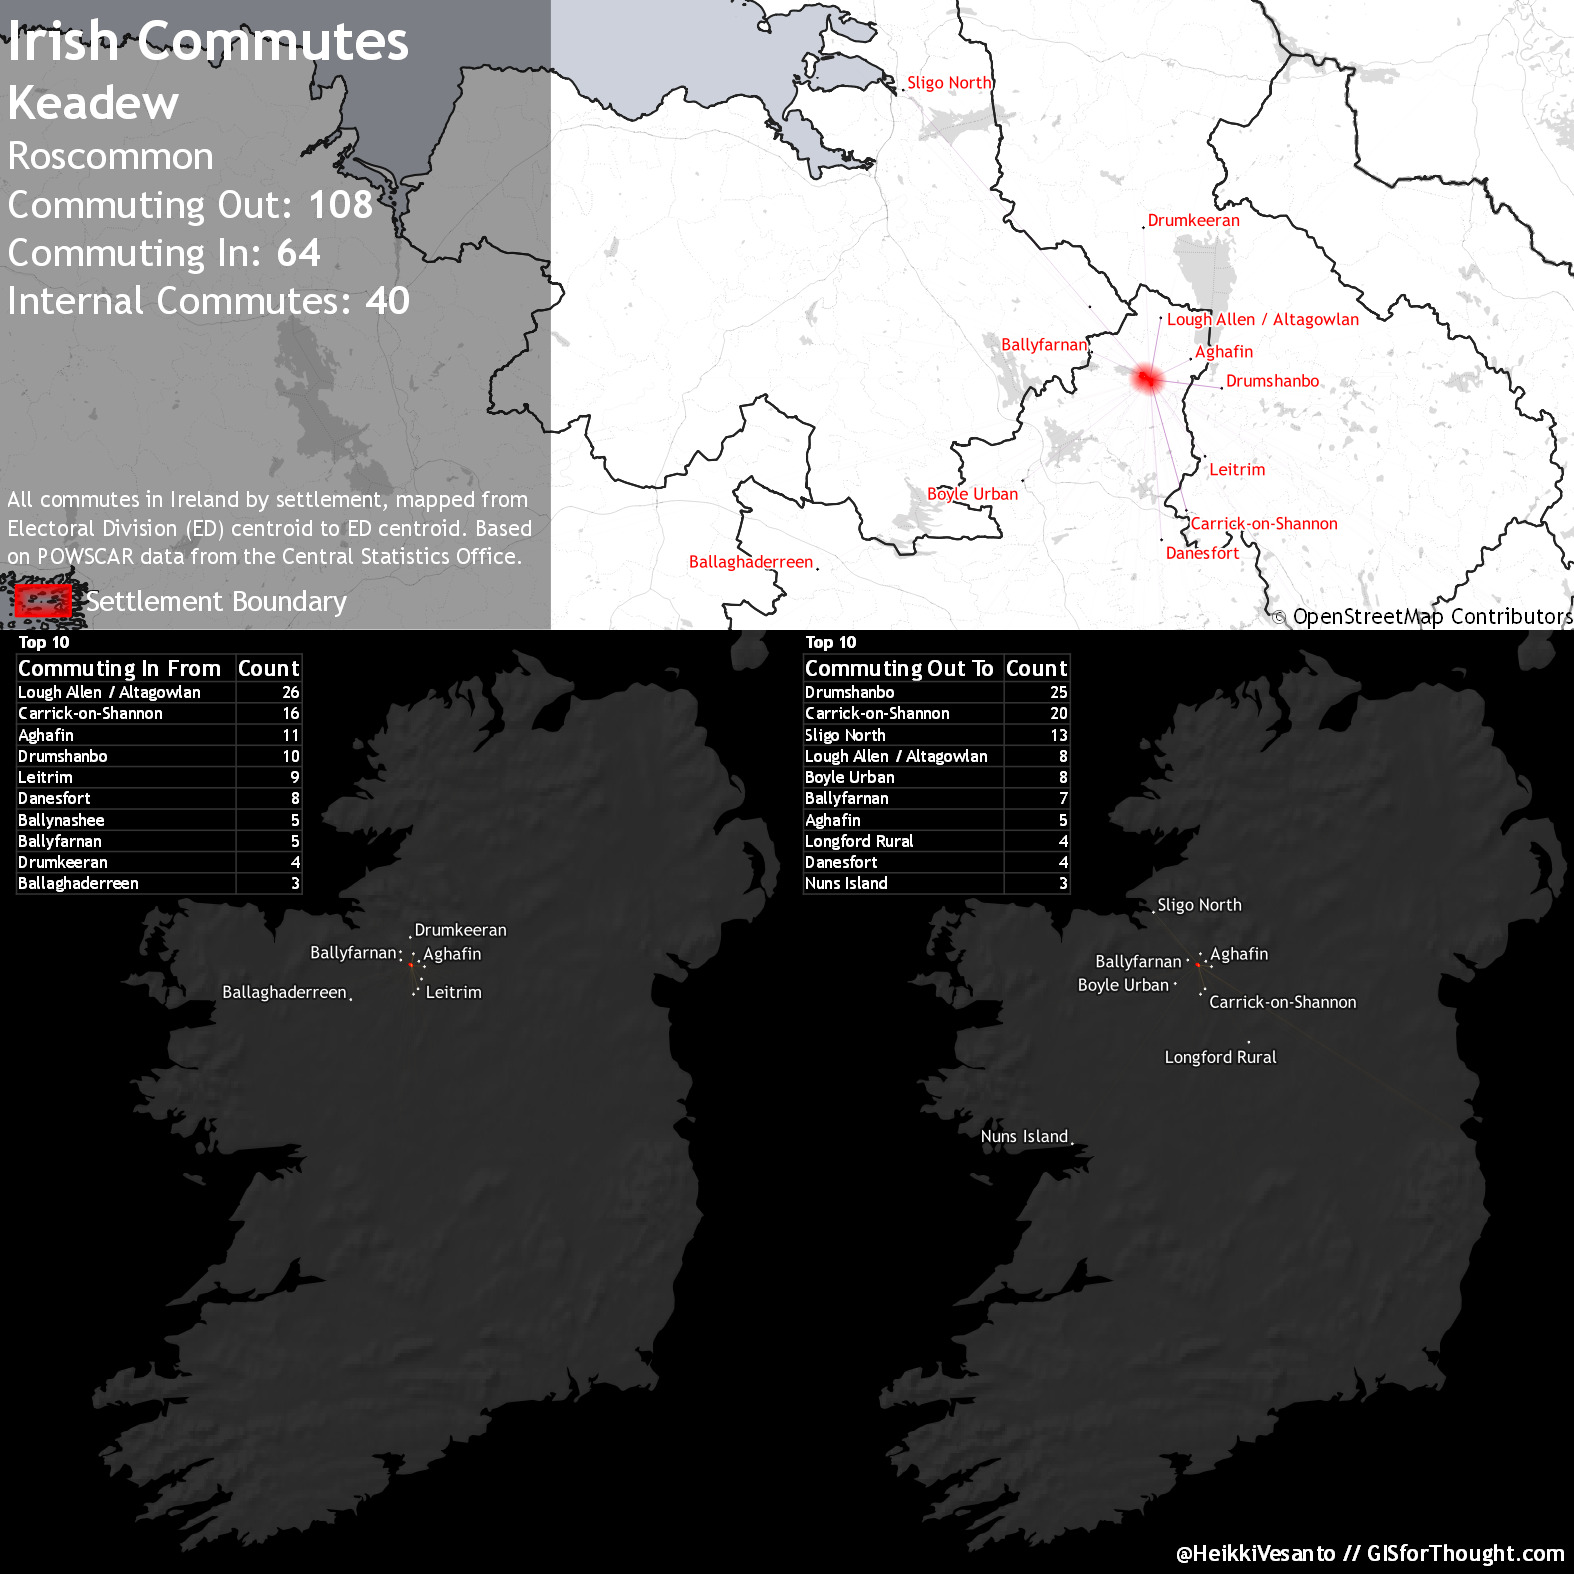 Irish Commutes
Keadew
Roscommon
Commuting Out: 108
Commuting In: 64
Internal Commutes: 40
All commutes in Ireland by settlement, mapped from
Electoral Division (ED) centroid to ED centroid. Based
on POWSCAR data from the Central Statistics Office.
Settlement Boundary
Sligo North
Drumkeeran
Lough Allen / Altagowlan
Ballyfarnan
Aghafin
Drumshanbo
Leitrim
Boyle Urban
Carrick-on-Shannon
Danesfort
Ballaghaderreen
© OpenStreetMap Contributors
Top 10
Commuting In From Count
Lough Allen / Altagowlan 26
Carrick-on-Shannon 16
Aghafin 11
Drumshanbo 10
Leitrim 9
Danesfort 8
Ballynashee 5
Ballyfarnan 5
Drumkeeran 4
Ballaghaderreen 3
Drumkeeran
Ballyfarnan
Aghafin
Ballaghaderreen
Leitrim
Top 10
Commuting Out To Count
Drumshanbo 25
Carrick-on-Shannon 20
Sligo North 13
Lough Allen / Altagowlan 8
Boyle Urban 8
Ballyfarnan 7
Aghafin 5
Longford Rural 4
Danesfort 4
Nuns Island 3
Sligo North
Aghafin
Ballyfarnan
Boyle Urban
Carrick-on-Shannon
Longford Rural
Nuns Island
@HeikkiVesanto // GISforThought.com